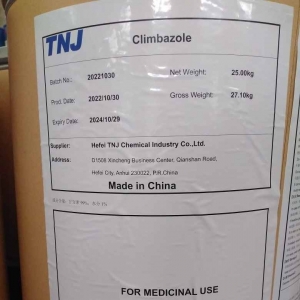 TNJ
Climbazole
Batch No.: 20221030 Net Weight: 25.00kg
Prod. Date: 2022/10/30 Gross Weight: 27.10kg
Expiry Date: 2024/10/29
Supplier: Hefei TNJ Chemical Industry Co.,Ltd.
Address: D1508 Xincheng Business Center, Qianshan Road,
Hefei City, Anhui 230022, P.R.China
Made in China
FOR MEDICINAL USE